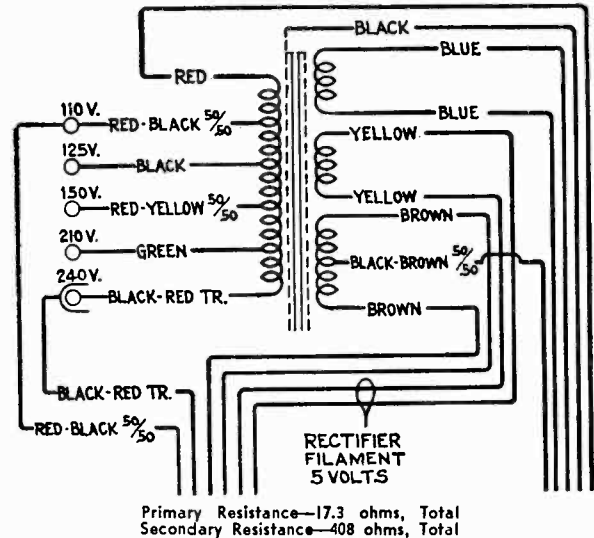 BLACK
BLUE
RED
110 V.
RED-BLACK 50/50
BLUE
YELLOW
125V.
BLACK
150V.
RED-YELLOW 50/50
YELLOW
BROWN
210 V.
GREEN
BLACK-BROWN 50/50
240V.
BLACK-RED TR.
BROWN
BLACK-RED TR.
RED-BLACK 50/50
RECTIFIER
FILAMENT
5 VOLTS
Primary Resistance—17.3 ohms, Total
Secondary Resistance—408 ohms, Total